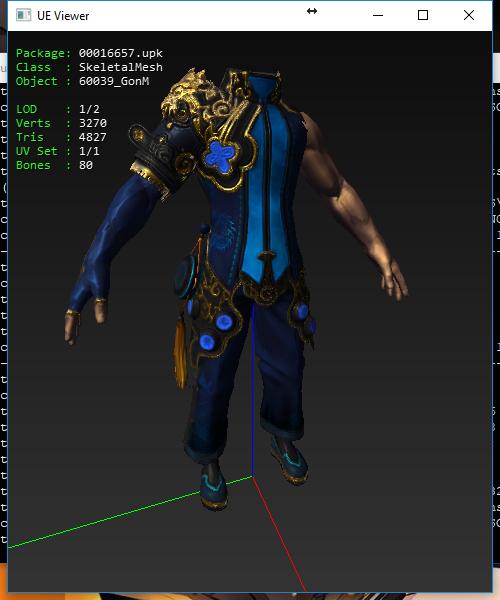 UE Viewer
Package: 00016657.upk
Class : SkeletalMesh
Object : 60039_GonM
LOD : 1/2
Verts : 3270
Tris : 4827
UV Set : 1/1
Bones : 80